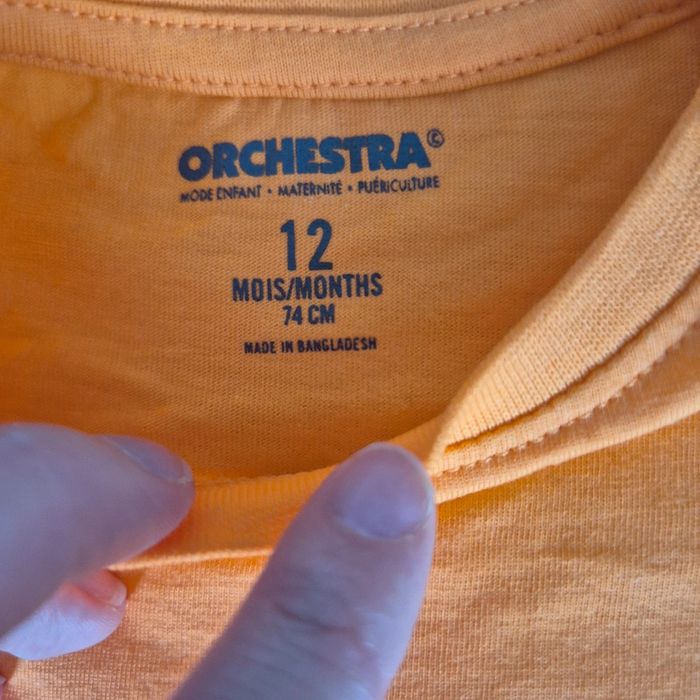 ORCHESTRA©
MODE ENFANT • MATERNITÉ • PUÉRICULTURE
12
MOIS/MONTHS
74 CM
MADE IN BANGLADESH